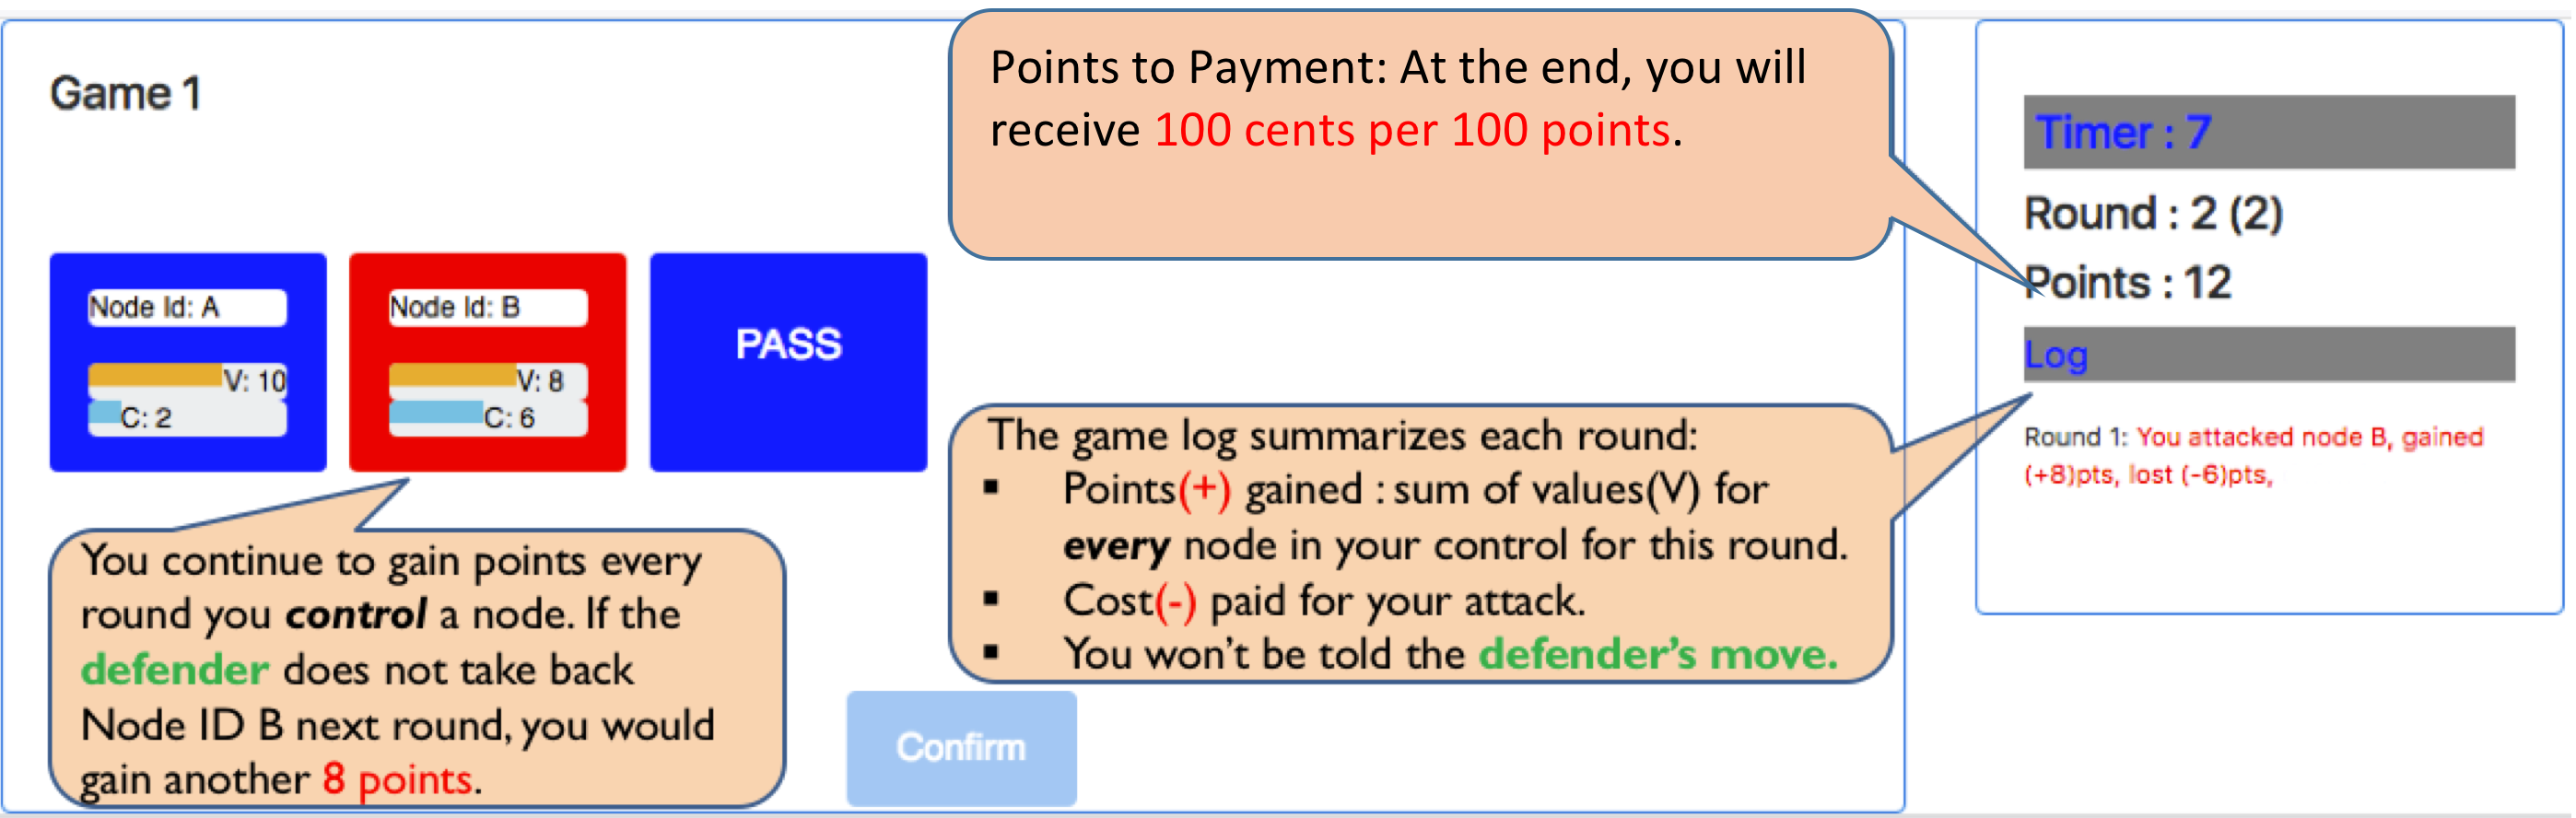 Game 1
Points to Payment: At the end, you will
receive 100 cents per 100 points.
Timer : 7
Round : 2 (2)
Points : 12
Log
Round 1: You attacked node B, gained
(+8)pts, lost (-6)pts,
Node Id: A
V: 10
C: 2
Node Id: B
V: 8
C: 6
PASS
You continue to gain points every
round you control a node. If the
defender does not take back
Node ID B next round, you would
gain another 8 points.
The game log summarizes each round:
▪ Points(+) gained : sum of values(V) for
every node in your control for this round.
▪ Cost(-) paid for your attack.
▪ You won't be told the defender's move.
Confirm